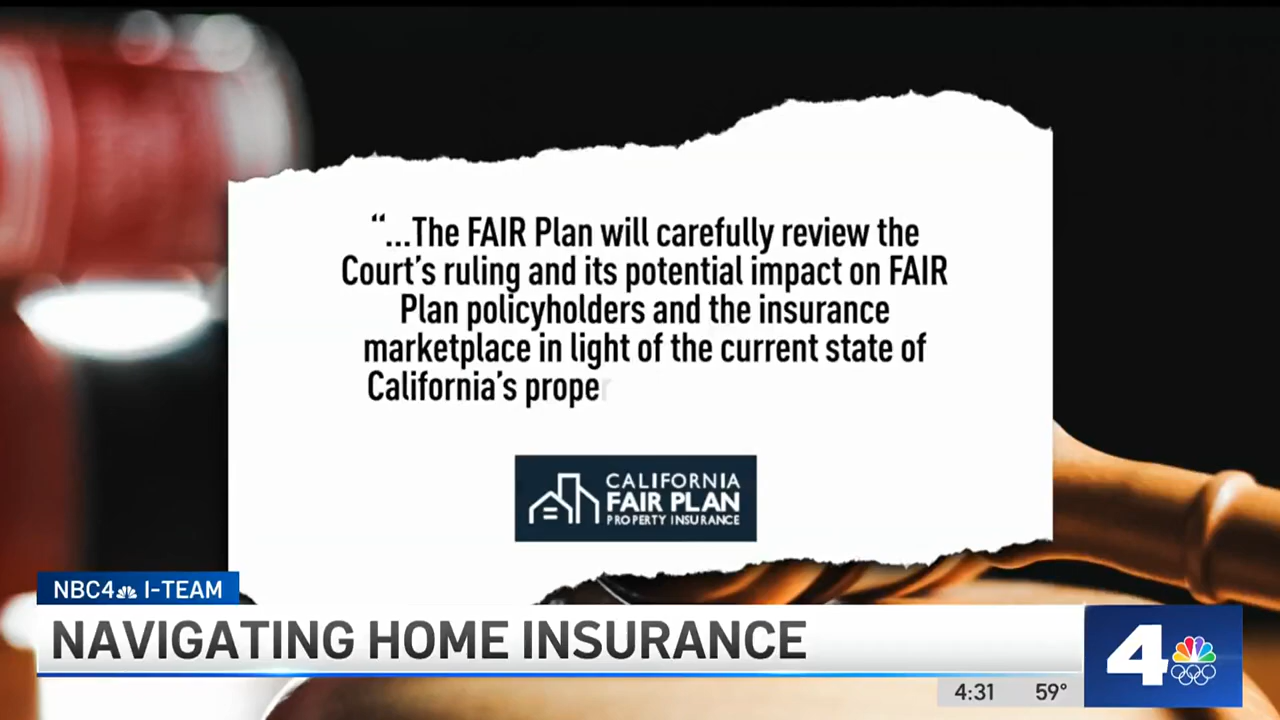 “...The FAIR Plan will carefully review the
Court’s ruling and its potential impact on FAIR
Plan policyholders and the insurance
marketplace in light of the current state of
California’s proper
CALIFORNIA
FAIR PLAN
PROPERTY INSURANCE
NBC4 I-TEAM
NAVIGATING HOME INSURANCE
4
4:31 59°